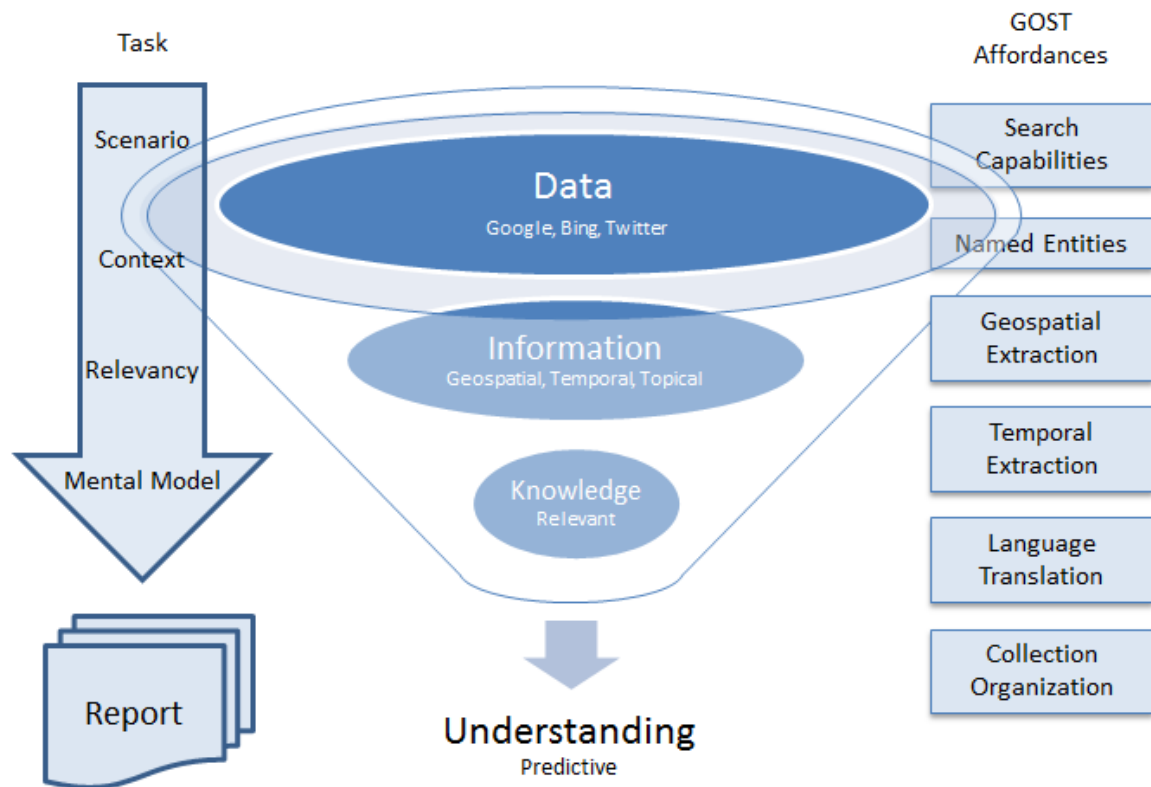 Task
Scenario
Context
Relevancy
Mental Model
Report
Data
Google, Bing, Twitter
Information
Geospatial, Temporal, Topical
Knowledge
Relevant
Understanding
Predictive
GOST
Affordances
Search
Capabilities
Named Entities
Geospatial
Extraction
Temporal
Extraction
Language
Translation
Collection
Organization